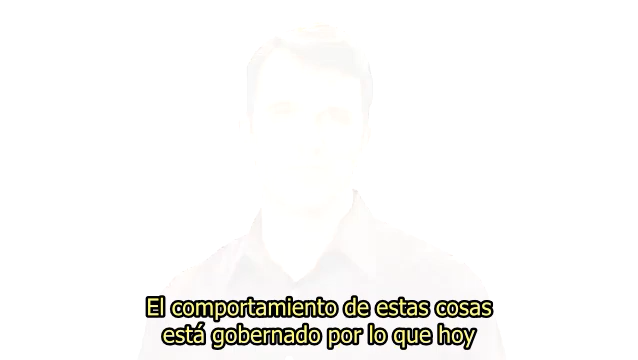 El comportamiento de estas cosas
está gobernado por lo que hoy